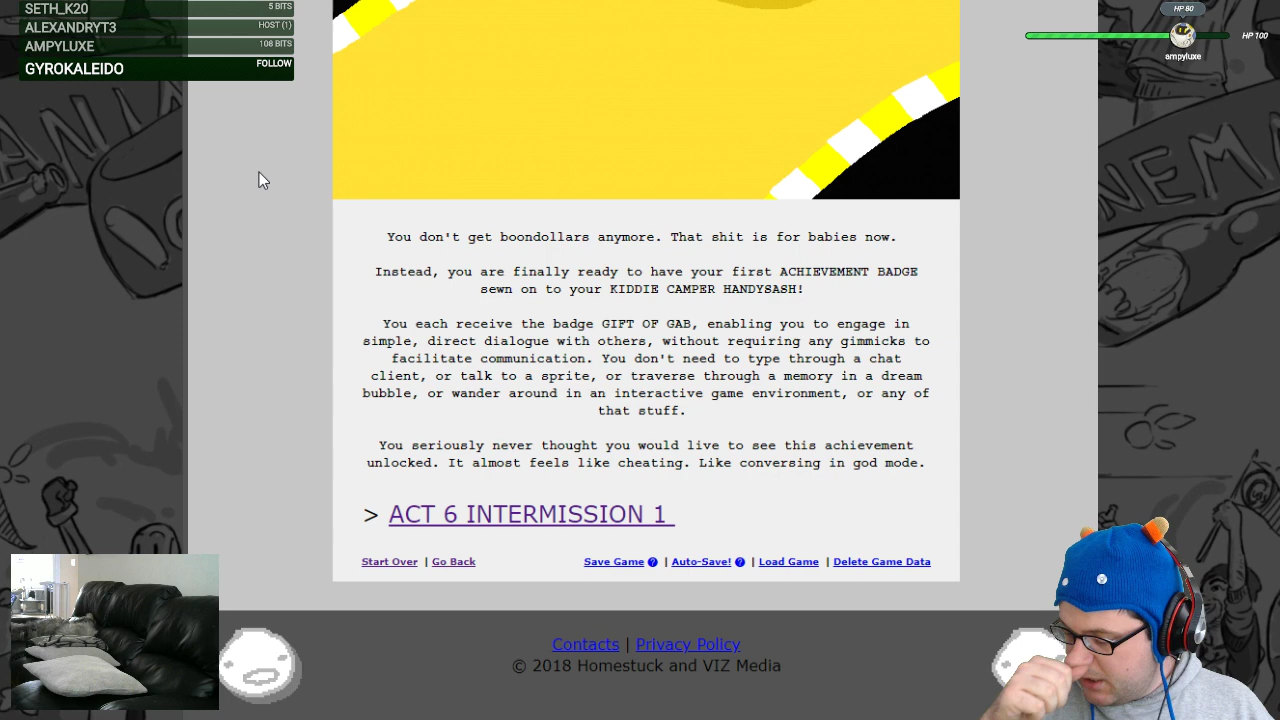 SETH_K20 5 BITS
ALEXANDRYT3 HOST (1)
AMPYLUXE 108 BITS
GYROKALEIDO FOLLOW
HP 80
HP 100
ampyluxe
You don't get boondollars anymore. That shit is for babies now.
Instead, you are finally ready to have your first ACHIEVEMENT BADGE
sewn on to your KIDDIE CAMPER HANDYSASH!
You each receive the badge GIFT OF GAB, enabling you to engage in
simple, direct dialogue with others, without requiring any gimmicks to
facilitate communication. You don't need to type through a chat
client, or talk to a sprite, or traverse through a memory in a dream
bubble, or wander around in an interactive game environment, or any of
that stuff.
You seriously never thought you would live to see this achievement
unlocked. It almost feels like cheating. Like conversing in god mode.
> ACT 6 INTERMISSION 1
Start Over | Go Back Save Game ? | Auto-Save! ? | Load Game | Delete Game Data
Contacts | Privacy Policy
© 2018 Homestuck and VIZ Media